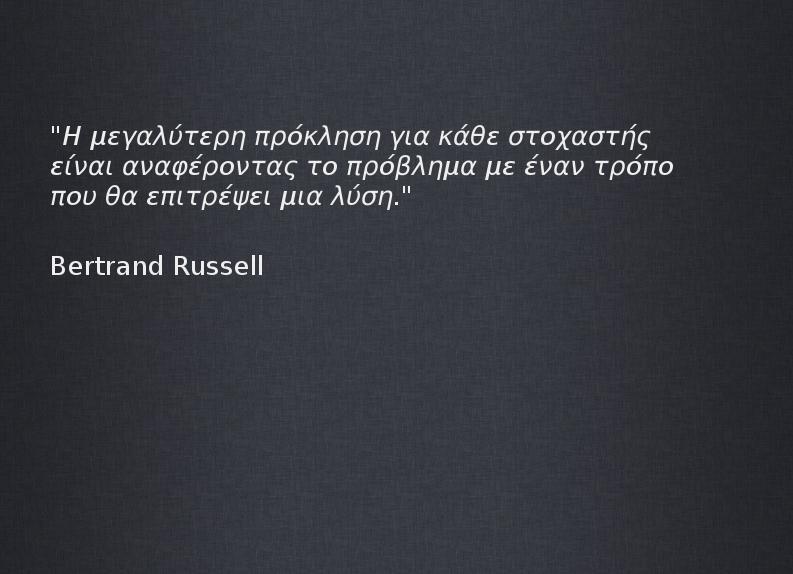 "Η μεγαλύτερη πρόκληση για κάθε στοχαστής
είναι αναφέροντας το πρόβλημα με έναν τρόπο
που θα επιτρέψει μια λύση."
Bertrand Russell